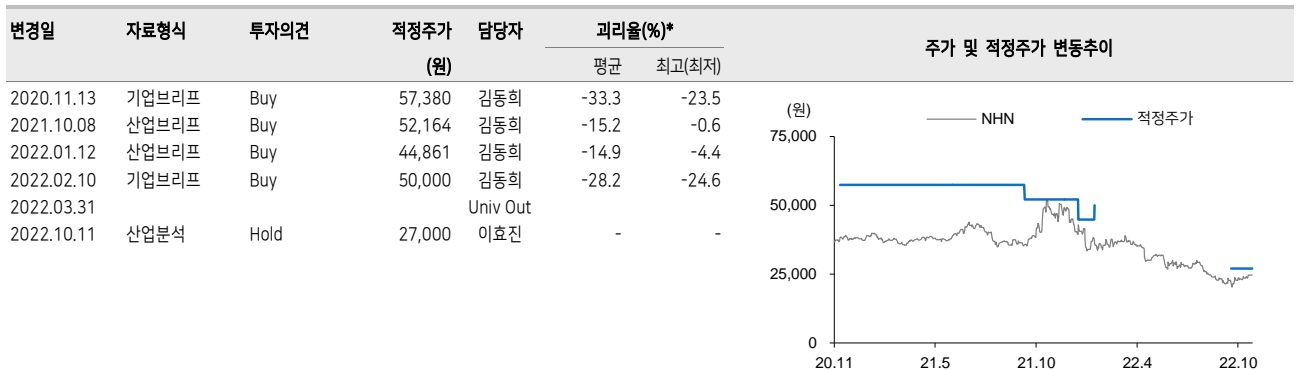 변경일 자료형식 투자의견 적정주가 담당자 괴리율(%)* 주가 및 적정주가 변동추이
(원) 평균 최고(최저)
2020.11.13 기업브리프 Buy 57,380 김동희 -33.3 -23.5
2021.10.08 산업브리프 Buy 52,164 김동희 -15.2 -0.6
2022.01.12 산업브리프 Buy 44,861 김동희 -14.9 -4.4
2022.02.10 기업브리프 Buy 50,000 김동희 -28.2 -24.6
2022.03.31 Univ Out
2022.10.11 산업분석 Hold 27,000 이효진 - -
(원)
NHN 적정주가
75,000
50,000
25,000
0
20.11 21.5 21.10 22.4 22.10